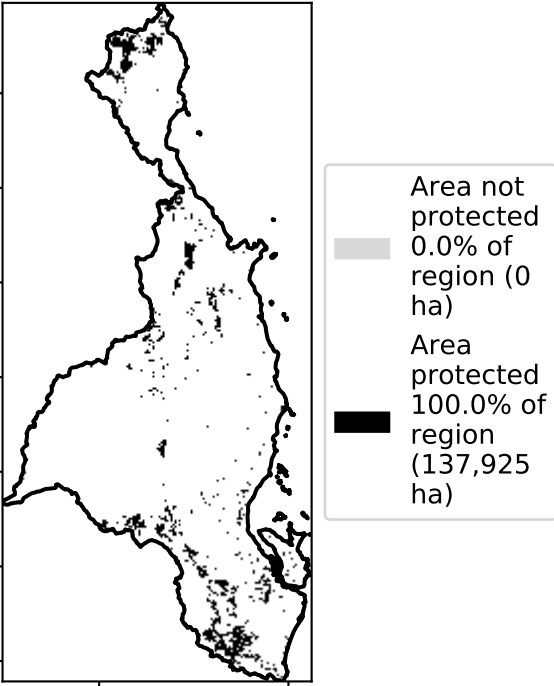 Area not
protected
0.0% of
region (0
ha)
Area
protected
100.0% of
region
(137,925
ha)